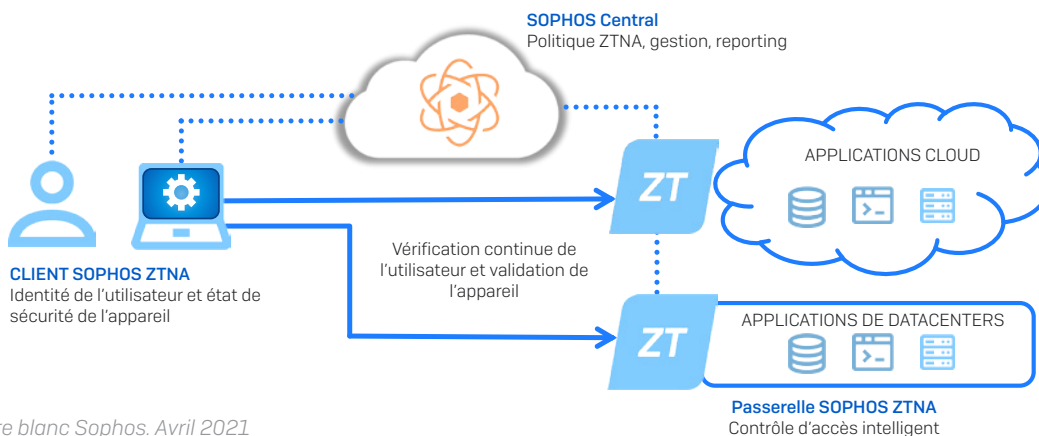 SOPHOS Central
Politique ZTNA, gestion, reporting
APPLICATIONS CLOUD
ZT
CLIENT SOPHOS ZTNA
Identité de l'utilisateur et état de
sécurité de l'appareil
Vérification continue de
l'utilisateur et validation de
l'appareil
APPLICATIONS DE DATACENTERS
ZT
Passerelle SOPHOS ZTNA
Contrôle d'accès intelligent
blanc Sophos. Avril 2021